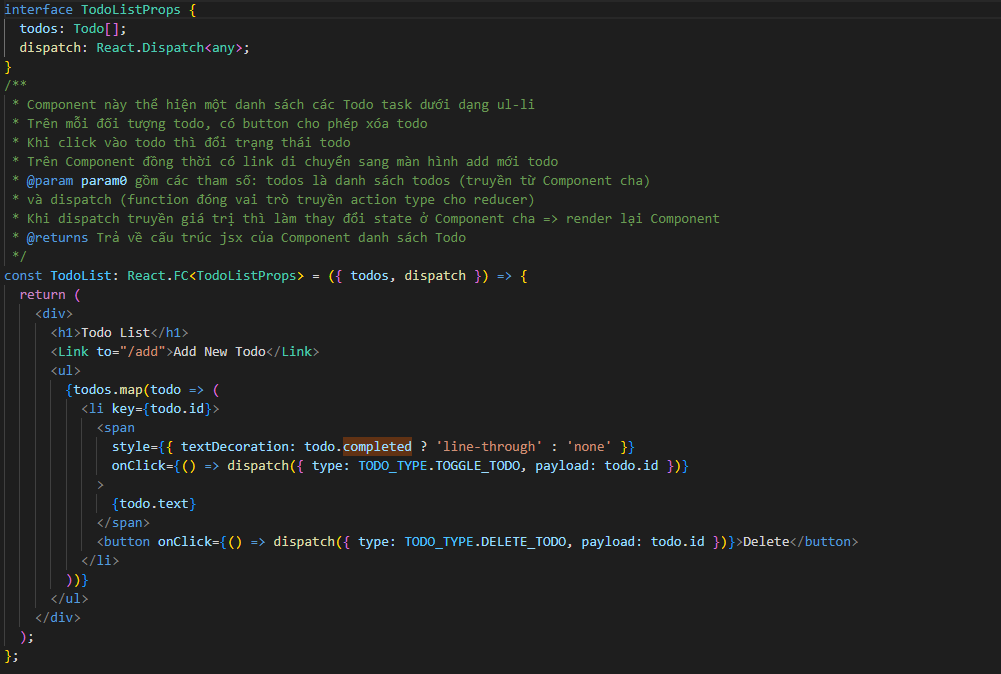 interface TodoListProps {
  todos: Todo[];
  dispatch: React.Dispatch<any>;
}
/**
 * Component này thể hiện một danh sách các Todo task dưới dạng ul-li
 * Trên mỗi đối tượng todo, có button cho phép xóa todo
 * Khi click vào todo thì đổi trạng thái todo
 * Trên Component đồng thời có link di chuyển sang màn hình add mới todo
 * @param param0 gồm các tham số: todos là danh sách todos (truyền từ Component cha)
 * và dispatch (function đóng vai trò truyền action type cho reducer)
 * Khi dispatch truyền giá trị thì làm thay đổi state ở Component cha => render lại Component
 * @returns Trả về cấu trúc jsx của Component danh sách Todo
 */
const TodoList: React.FC<TodoListProps> = ({ todos, dispatch }) => {
  return (
    <div>
      <h1>Todo List</h1>
      <Link to="/add">Add New Todo</Link>
      <ul>
        {todos.map(todo => (
          <li key={todo.id}>
            <span
              style={{ textDecoration: todo.completed ? 'line-through' : 'none' }}
              onClick={() => dispatch({ type: TODO_TYPE.TOGGLE_TODO, payload: todo.id })}
            >
              {todo.text}
            </span>
            <button onClick={() => dispatch({ type: TODO_TYPE.DELETE_TODO, payload: todo.id })}>Delete</button>
          </li>
        ))}
      </ul>
    </div>
  );
};